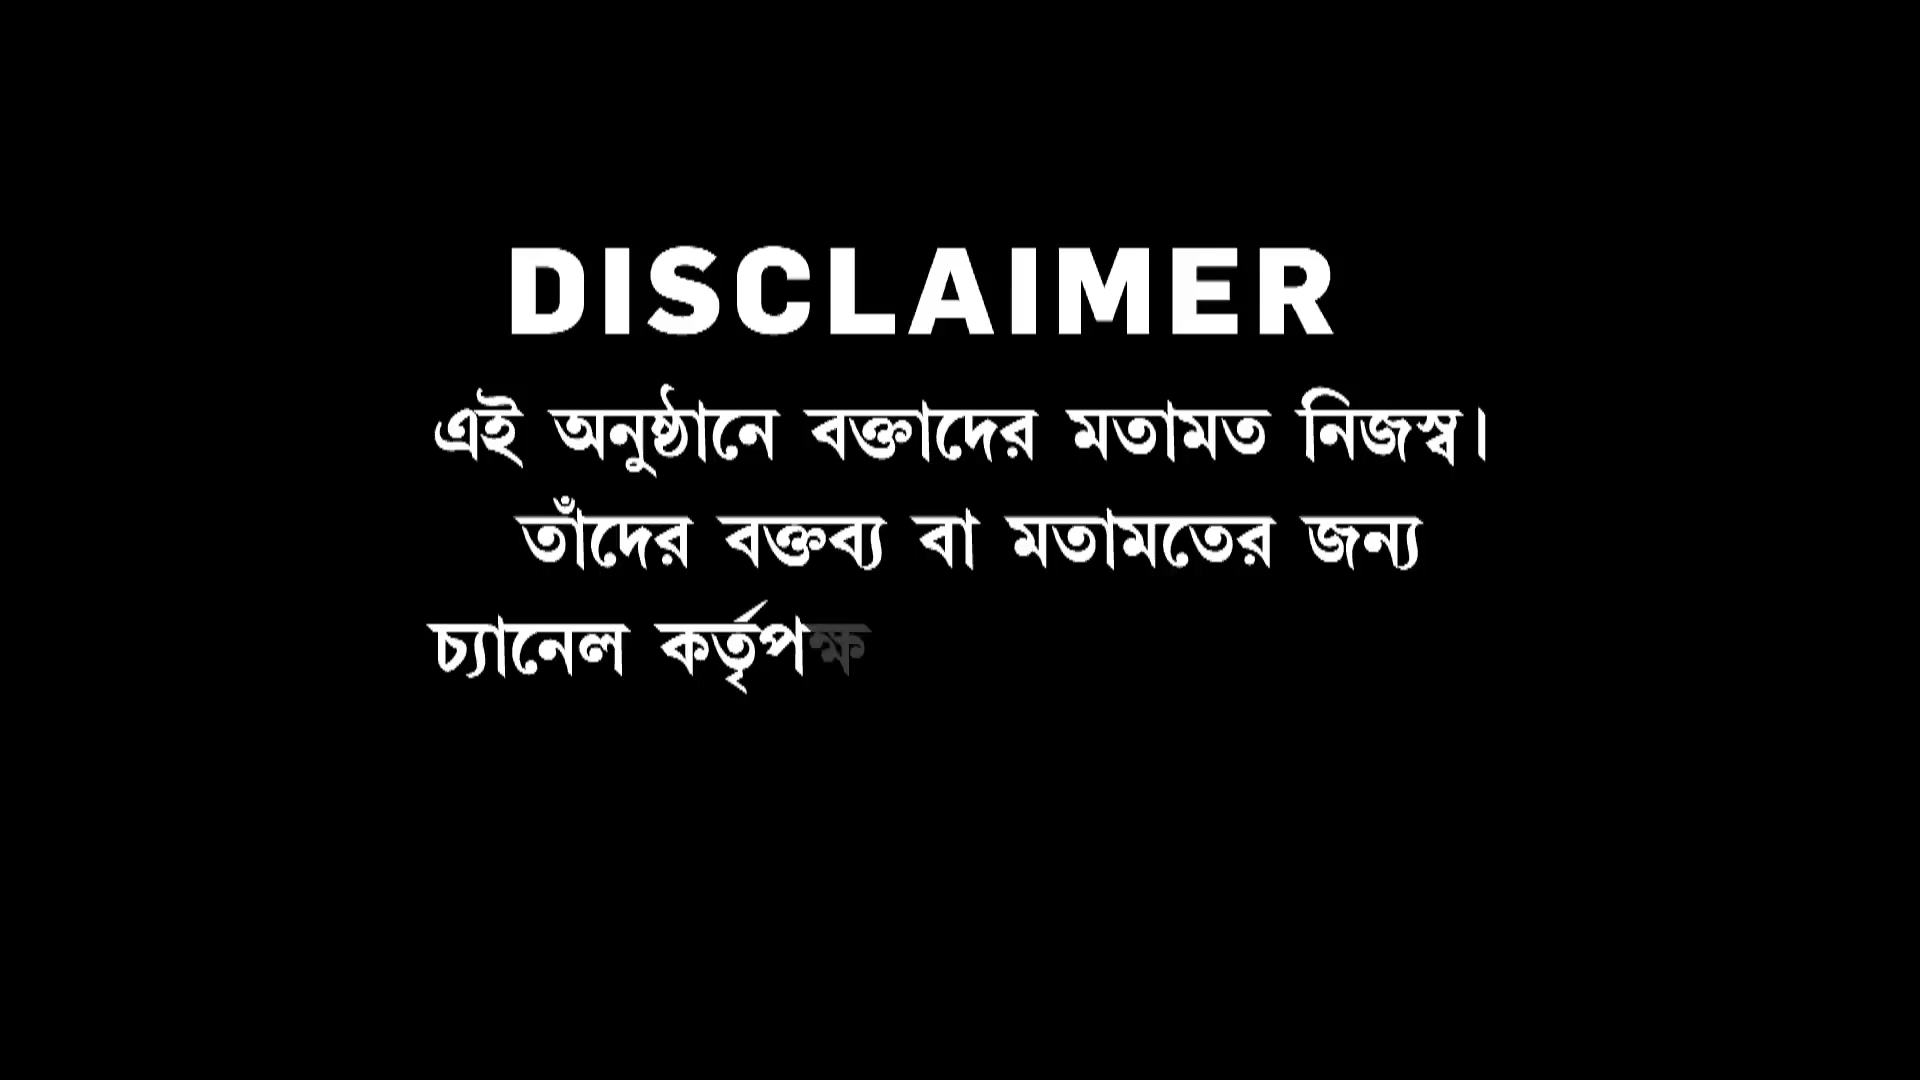 DISCLAIMER
এই অনুষ্ঠানে বক্তাদের মতামত নিজস্ব।
তাঁদের বক্তব্য বা মতামতের জন্য
চ্যানেল কর্তৃপক্ষ